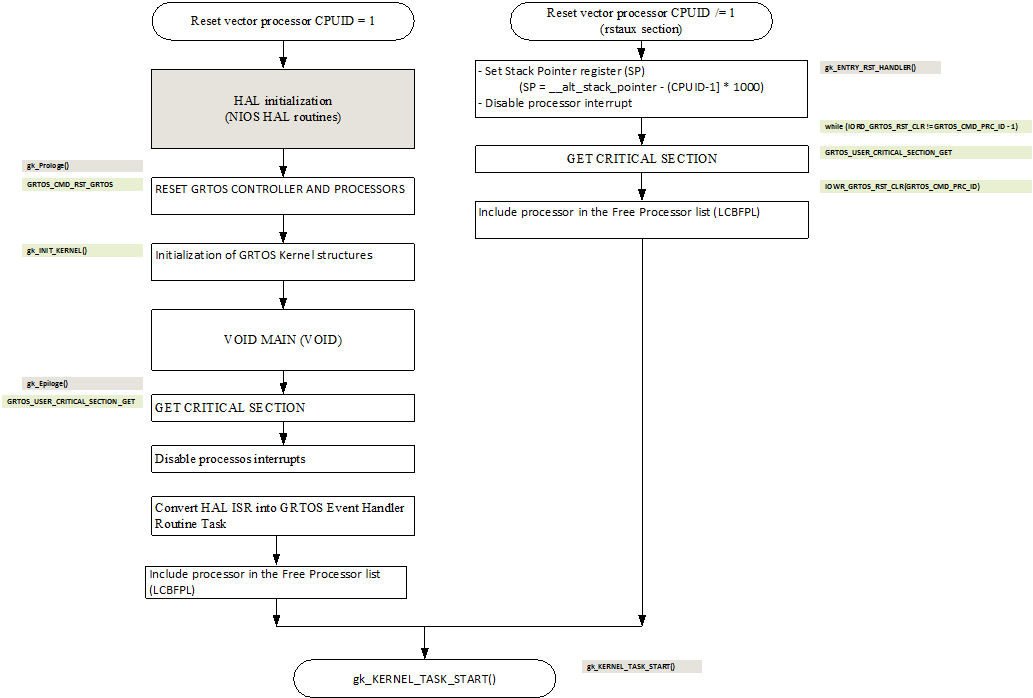 Reset vector processor CPUID = 1
HAL initialization
(NIOS HAL routines)
gk_Prologe()
GRTOS_CMD_RST_GRTOS
RESET GRTOS CONTROLLER AND PROCESSORS
gk_INIT_KERNEL()
Initialization of GRTOS Kernel structures
VOID MAIN (VOID)
gk_Epiloge()
GRTOS_USER_CRITICAL_SECTION_GET
GET CRITICAL SECTION
Disable processos interrupts
Convert HAL ISR into GRTOS Event Handler
Routine Task
Include processor in the Free Processor list
(LCBFPL)
Reset vector processor CPUID /= 1
(rstaux section)
- Set Stack Pointer register (SP)
(SP = __alt_stack_pointer - (CPUID-1] * 1000)
- Disable processor interrupt
gk_ENTRY_RST_HANDLER()
while (IORD_GRTOS_RST_CLR != GRTOS_CMD_PRC_ID - 1)
GET CRITICAL SECTION
GRTOS_USER_CRITICAL_SECTION_GET
IOWR_GRTOS_RST_CLR(GRTOS_CMD_PRC_ID)
Include processor in the Free Processor list (LCBFPL)
gk_KERNEL_TASK_START()
gk_KERNEL_TASK_START()